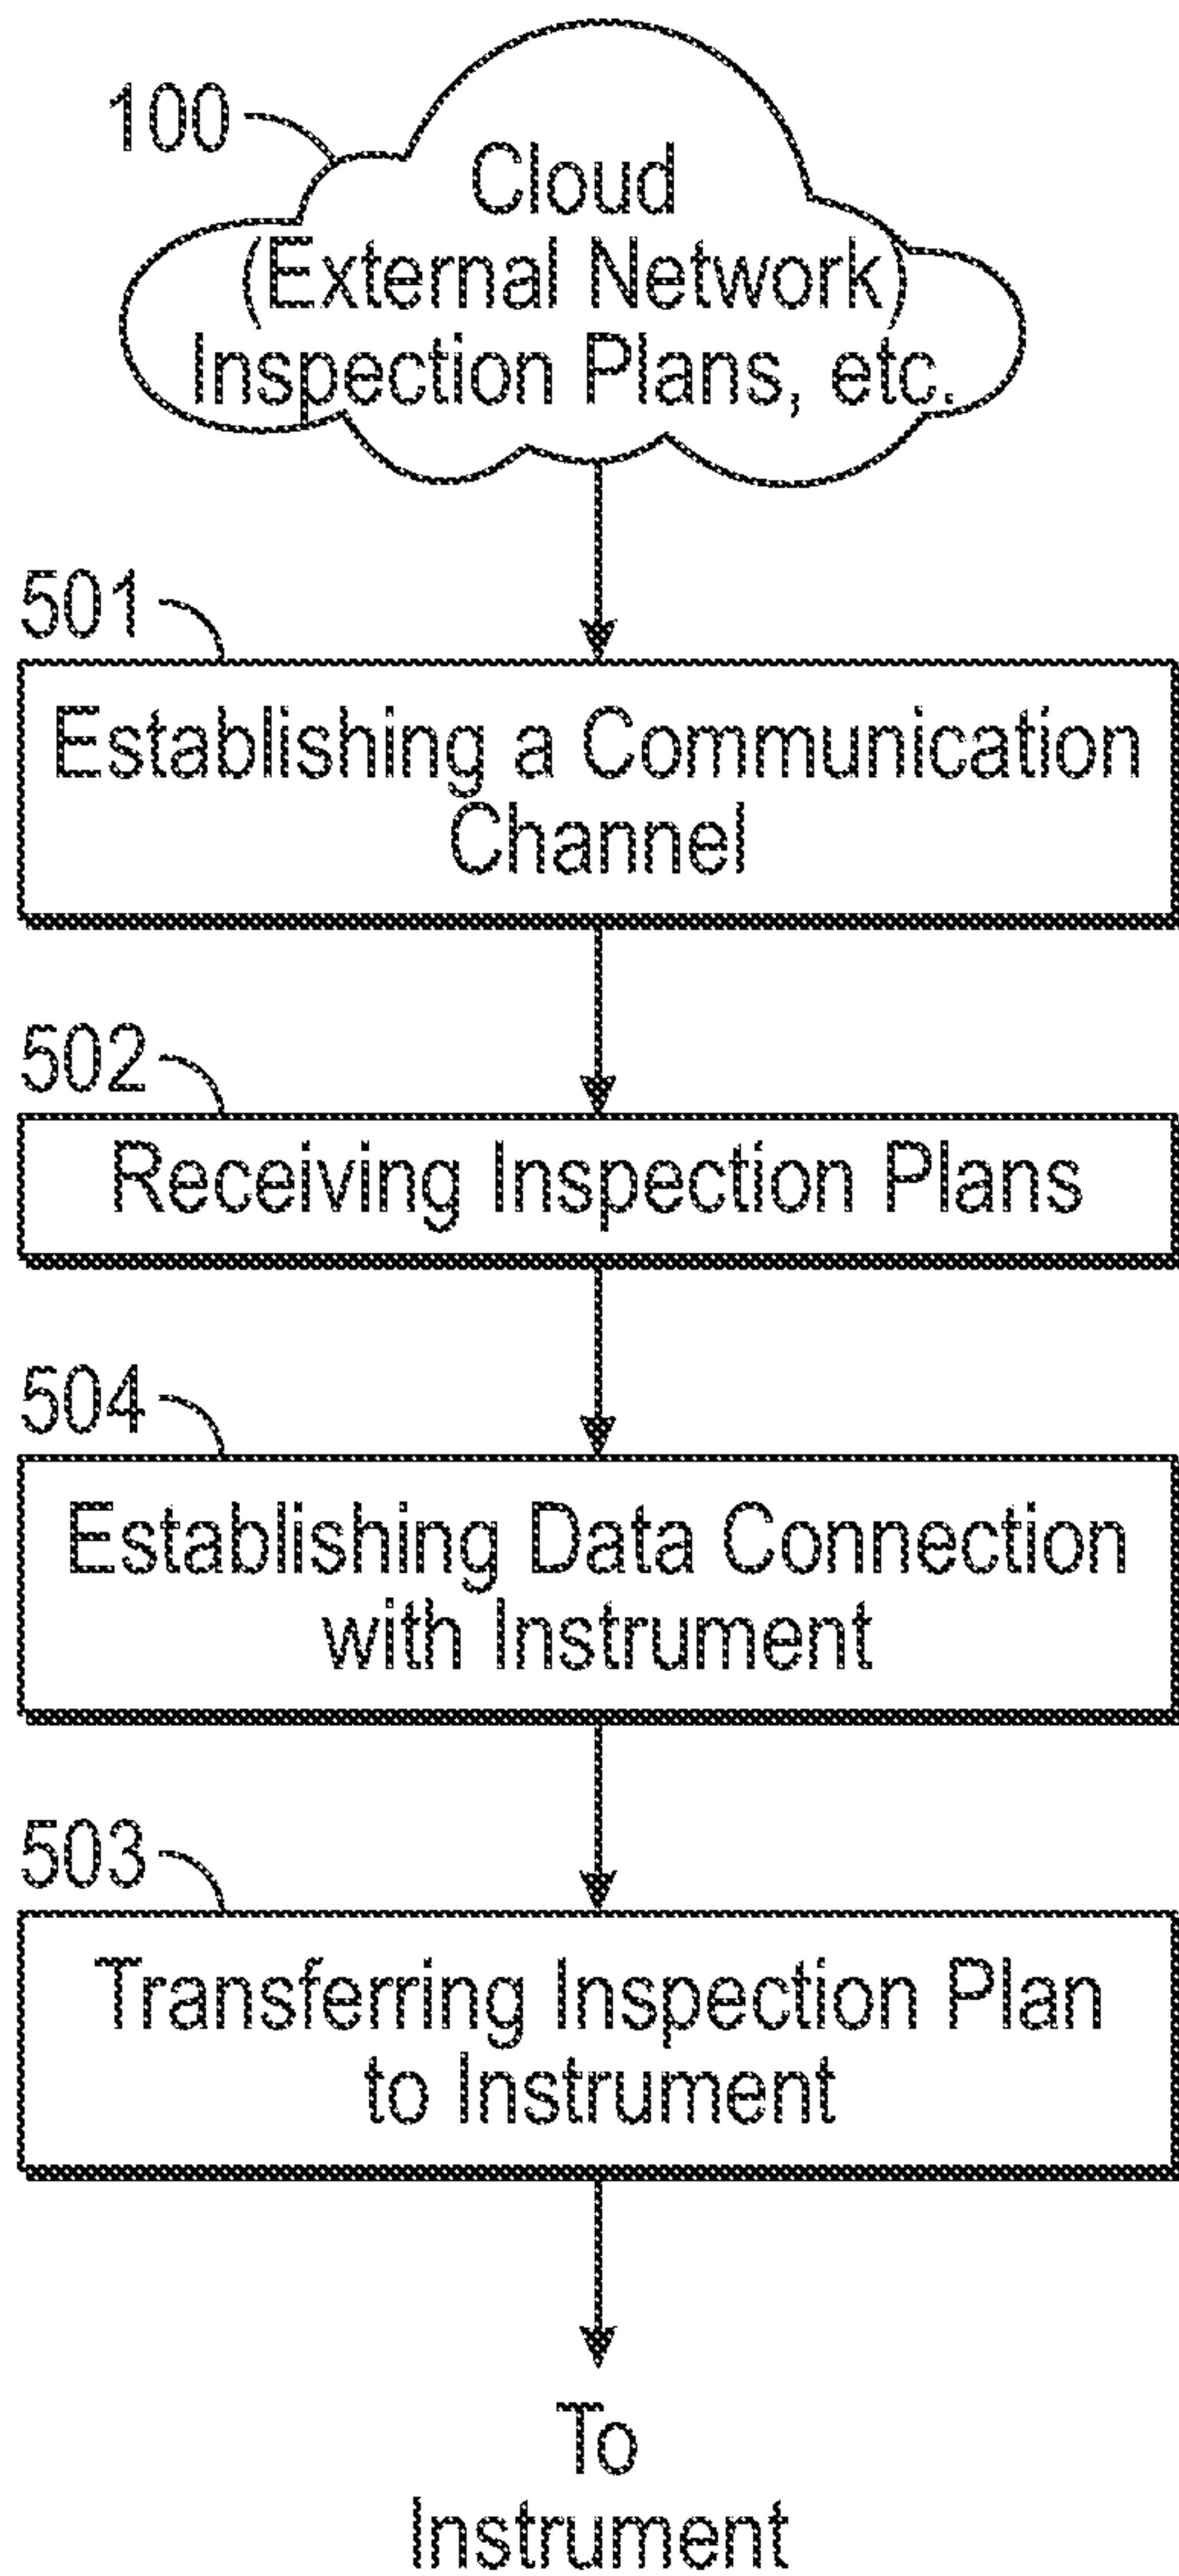 100
Cloud
(External Network)
Inspection Plans, etc.
501
Establishing a Communication
Channel
502
Receiving Inspection Plans
504
Establishing Data Connection
with Instrument
503
Transferring Inspection Plan
to Instrument
To
Instrument